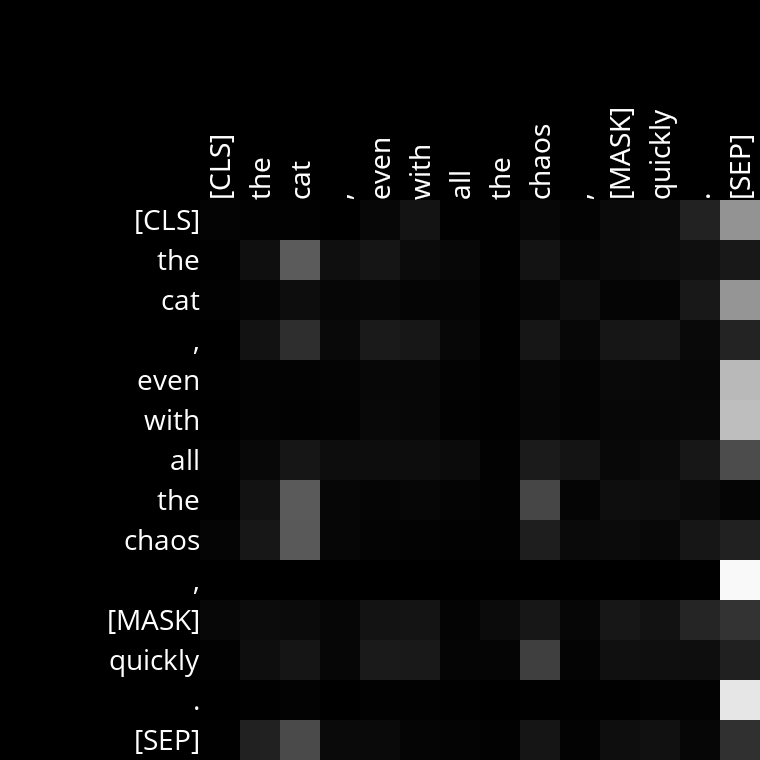 [CLS] the cat , even with all the chaos , [MASK] quickly . [SEP]
[CLS]
the
cat
,
even
with
all
the
chaos
,
[MASK]
quickly
.
[SEP]